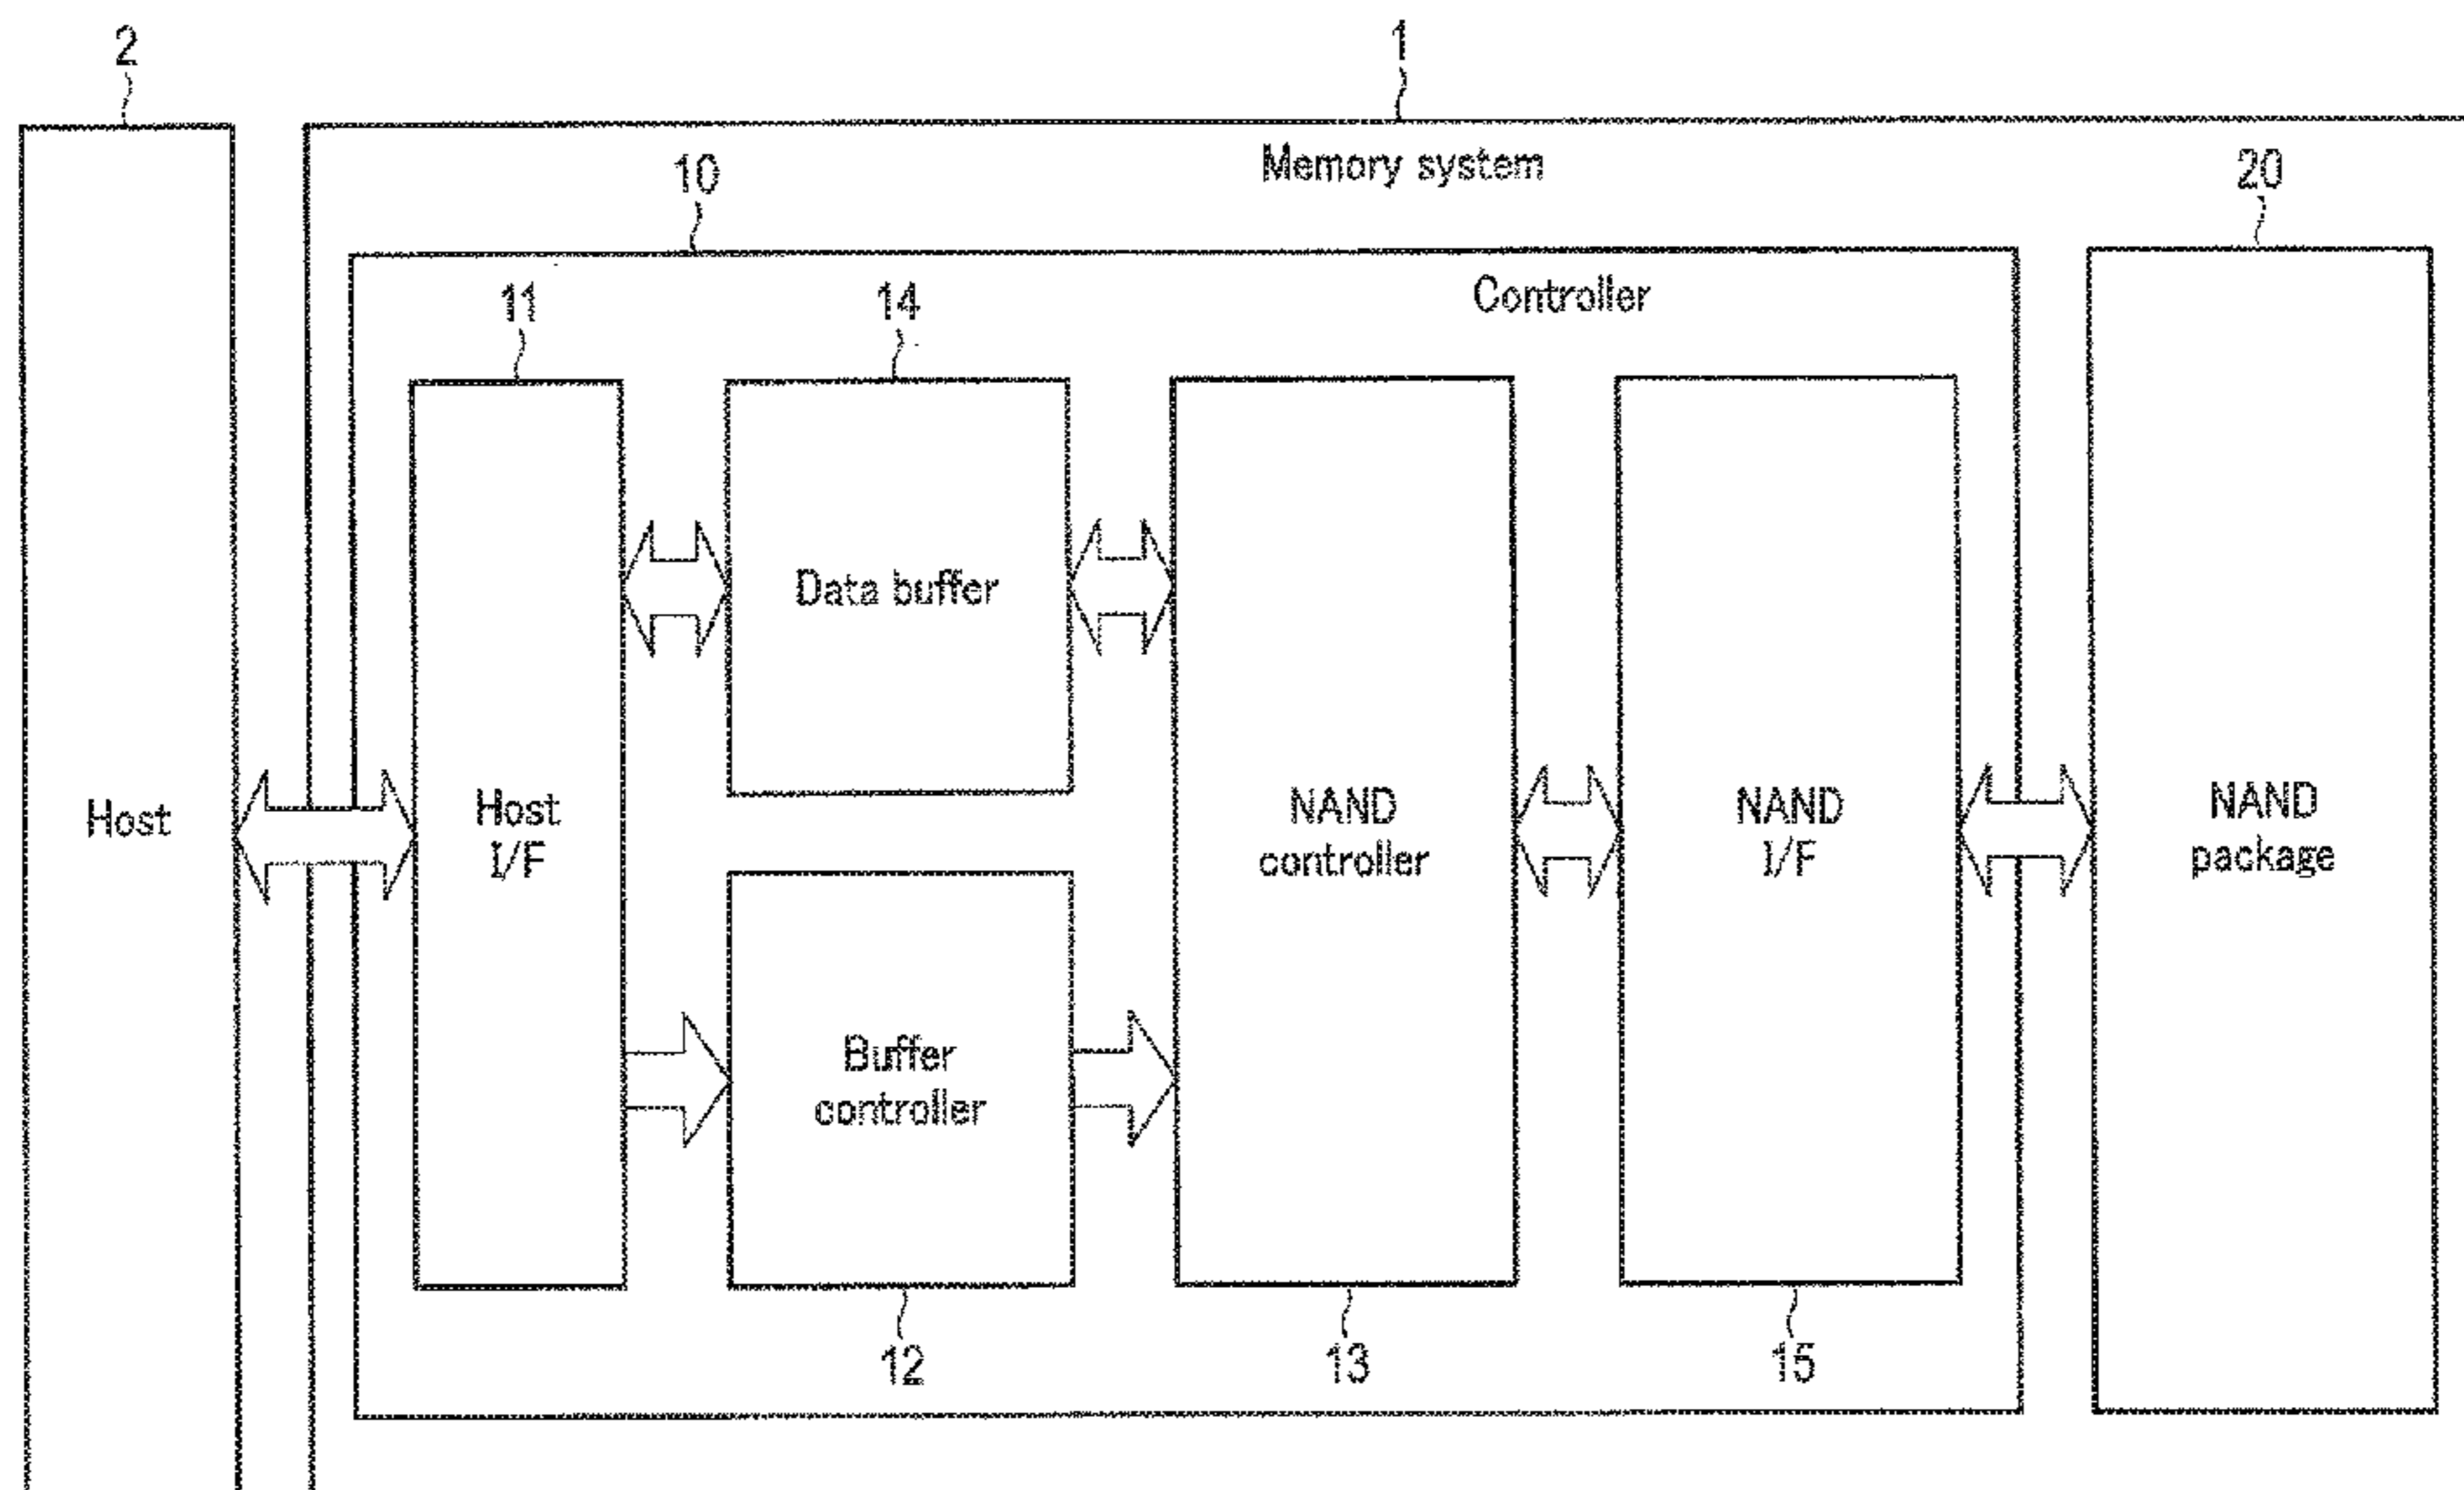 2
1
Memory system
10
20
Controller
11
14
Data buffer
Host
Host
I/F
NAND
controller
NAND
I/F
NAND
package
Buffer
controller
12
13
15